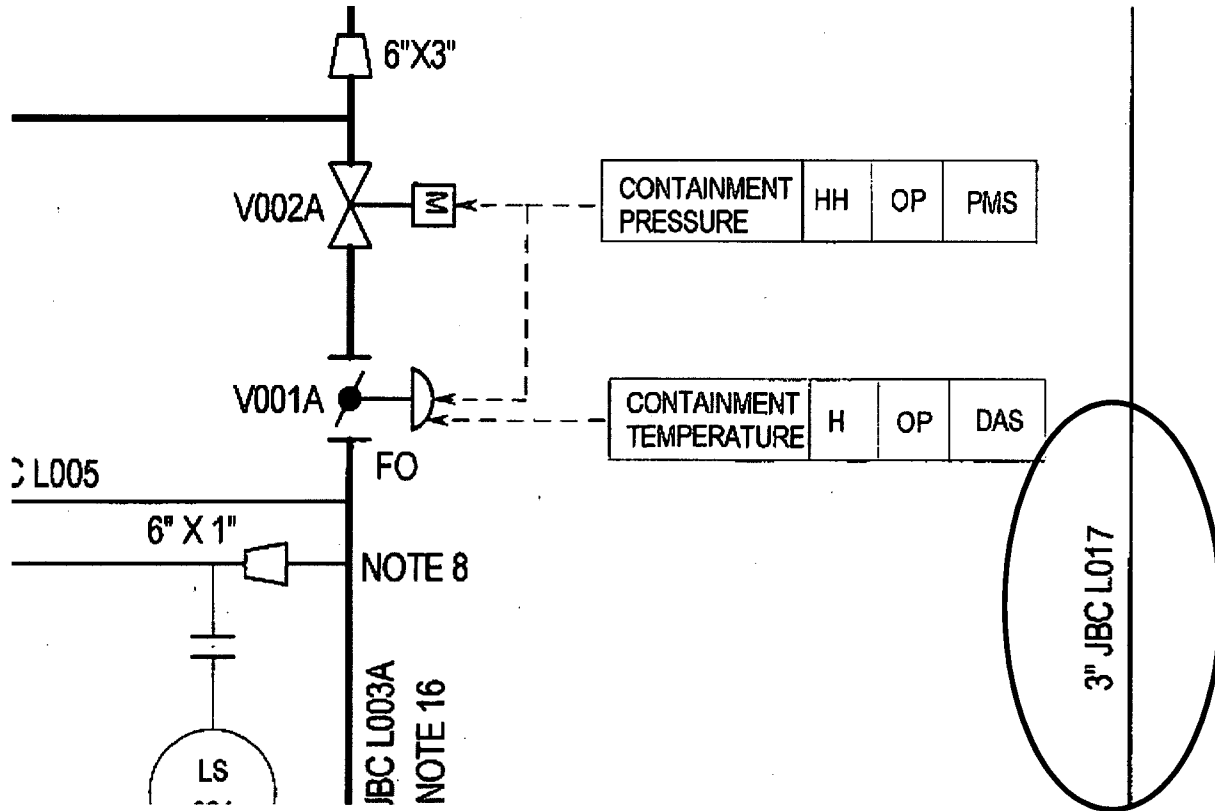 6"X3"
V002A
M
CONTAINMENT
PRESSURE
HH
OP
PMS
V001A
CONTAINMENT
TEMPERATURE
H
OP
DAS
FO
L005
6" X 1"
NOTE 8
JBC L003A
NOTE 16
3" JBC L017
LS